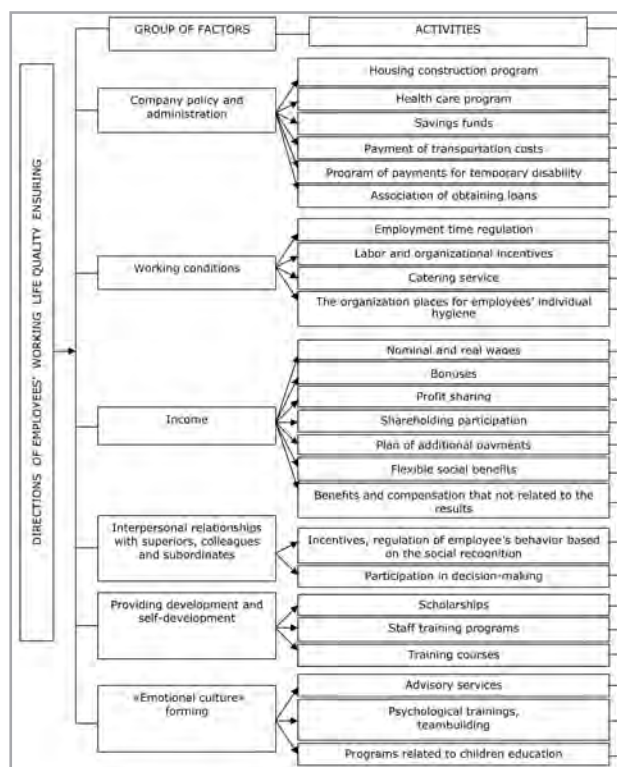 GROUP OF FACTORS
ACTIVITIES
DIRECTIONS OF EMPLOYEES' WORKING LIFE QUALITY ENSURING
Company policy and
administration
Housing construction program
Health care program
Savings funds
Payment of transportation costs
Program of payments for temporary disability
Association of obtaining loans
Working conditions
Employment time regulation
Labor and organizational incentives
Catering service
The organization places for employees' individual
hygiene
Income
Nominal and real wages
Bonuses
Profit sharing
Shareholding participation
Plan of additional payments
Flexible social benefits
Benefits and compensation that not related to the
results
Interpersonal relationships
with superiors, colleagues
and subordinates
Incentives, regulation of employee's behavior based
on the social recognition
Participation in decision-making
Providing development and
self-development
Scholarships
Staff training programs
Training courses
«Emotional culture»
forming
Advisory services
Psychological trainings,
teambuilding
Programs related to children education